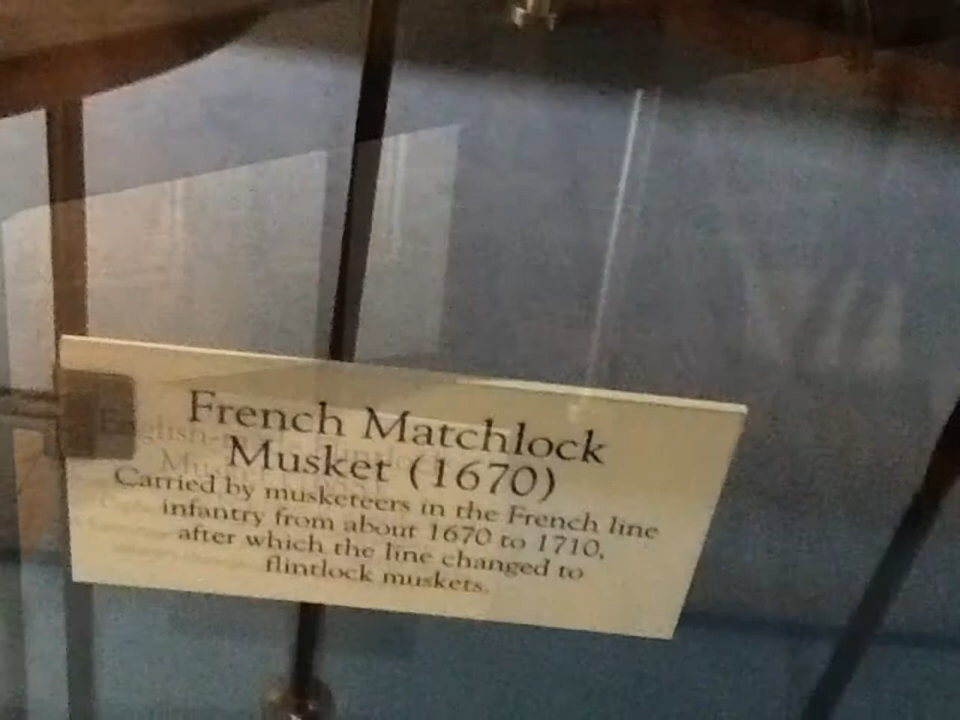 French Matchlock
Musket (1670)
Carried by musketeers in the French line
infantry from about 1670 to 1710,
after which the line changed to
flintlock muskets.